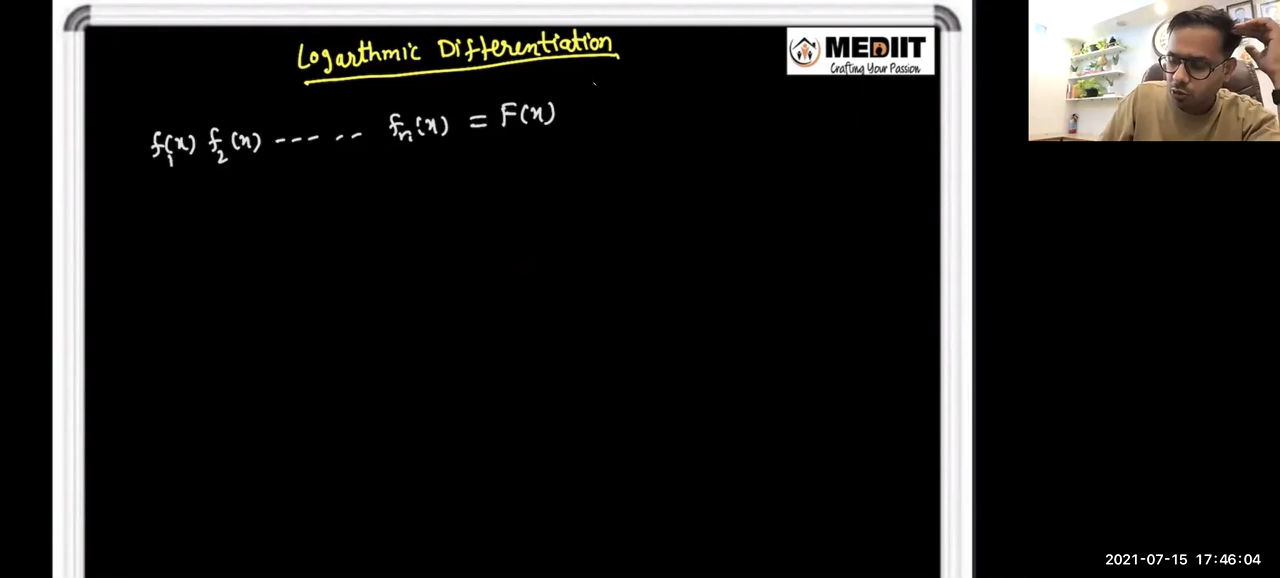 Logarthmic Differentiation
MEDIIT
Crafting Your Passion
f₁(x) f₂(x) ----- -- fₙ(x) = F(x)
2021-07-15 17:46:04